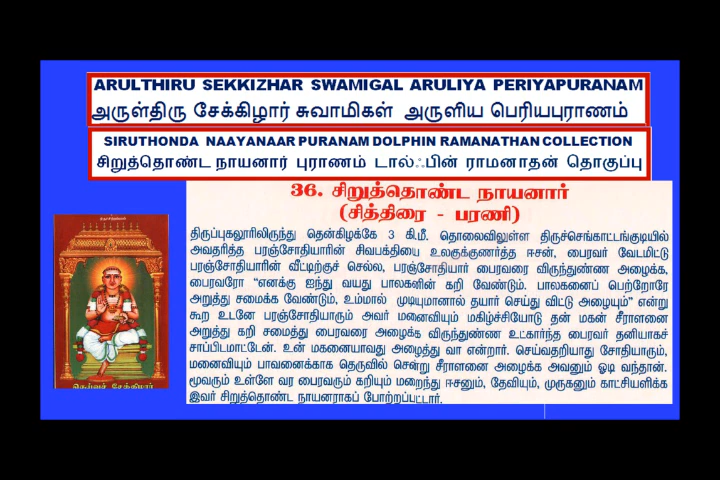 ARULTHIRU SEKKIZHAR SWAMIGAL ARULIYA PERIYAPURANAM
அருள்திரு சேக்கிழார் சுவாமிகள் அருளிய பெரியபுராணம்
SIRUTHONDA NAAYANAAR PURANAM DOLPHIN RAMANATHAN COLLECTION
சிறுத்தொண்ட நாயனார் புராணம் டால்ஃபின் ராமனாதன் தொகுப்பு
36. சிறுத்தொண்ட நாயனார்
(சித்திரை - பரணி)
திருப்புகலூரிலிருந்து தென்கிழக்கே 3 கி.மீ. தொலைவிலுள்ள திருச்செங்காட்டங்குடியில்
அவதரித்த பரஞ்சோதியாரின் சிவபக்தியை உலகுக்குணர்த்த ஈசன், பைரவர் வேடமிட்டு
பரஞ்சோதியாரின் வீட்டிற்குச் செல்ல, பரஞ்சோதியார் பைரவரை விருந்துண்ண அழைக்க,
பைரவரோ “எனக்கு ஐந்து வயது பாலகனின் கறி வேண்டும். பாலகனைப் பெற்றோரே
அறுத்து சமைக்க வேண்டும், உம்மால் முடியுமானால் தயார் செய்து விட்டு அழையும்” என்று
கூற உடனே பரஞ்சோதியாரும் அவர் மனைவியும் மகிழ்ச்சியோடு தன் மகன் சீராளனை
அறுத்து கறி சமைத்து பைரவரை அழைக்க விருந்துண்ண உட்கார்ந்த பைரவர் தனியாகச்
சாப்பிடமாட்டேன். உன் மகனையாவது அழைத்து வா என்றார். செய்வதறியாது சோதியாரும்,
மனைவியும் பாவனைக்காக தெருவில் சென்று சீராளனை அழைக்க அவனும் ஓடி வந்தான்.
மூவரும் உள்ளே வர பைரவரும் கறியும் மறைந்து ஈசனும், தேவியும், முருகனும் காட்சியளிக்க
இவர் சிறுத்தொண்ட நாயனராகப் போற்றப்பட்டார்.
தெய்வச் சேக்கிழார்